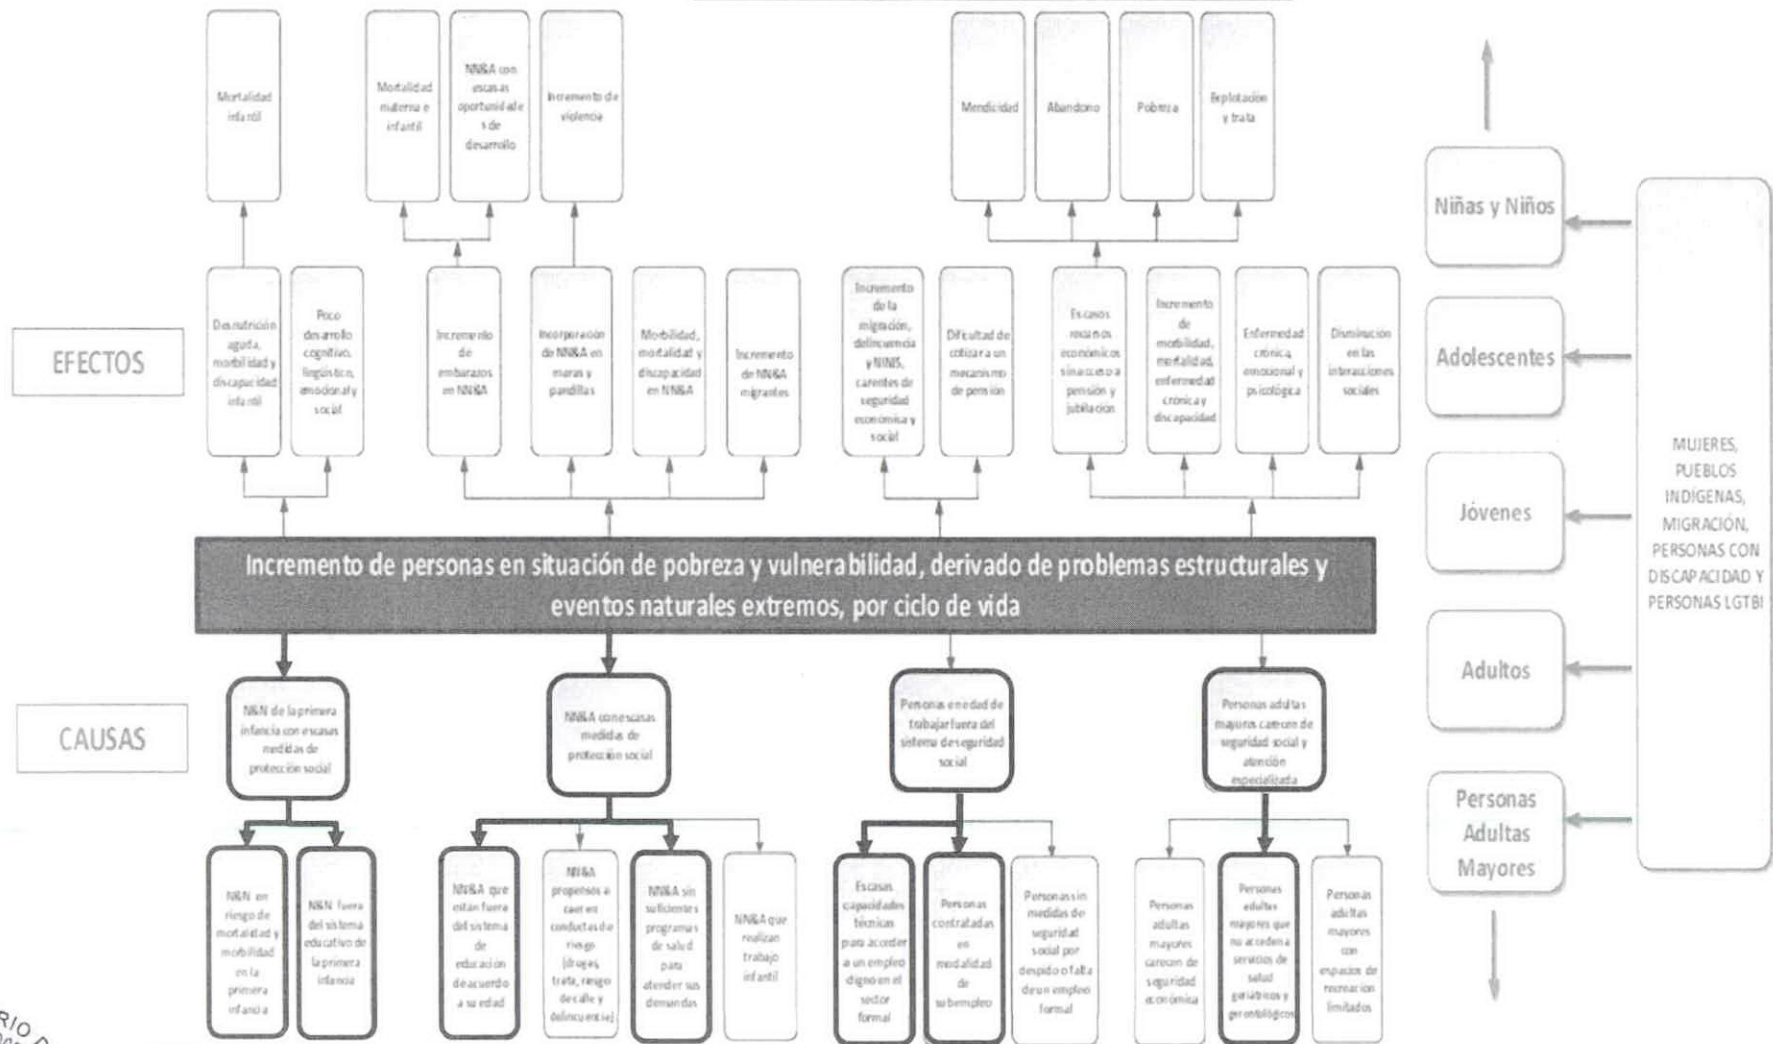 Mortalidad
infantil
Mortalidad
materna e
infantil
NN&A con
escasas
oportunidade
s de
desarrollo
Incremento de
violencia
Mendicidad
Abandono
Pobreza
Explotación
y trata
EFECTOS
Desnutrición
aguda,
morbilidad y
discapacidad
infantil
Poco
desarrollo
cognitivo,
lingüístico,
emocional y
social
Incremento
de
embarazos
en NN&A
Incorporación
de NN&A en
maras y
pandillas
Morbilidad,
mortalidad y
discapacidad
en NN&A
Incremento
de NN&A
migrantes
Incremento
de la
migración,
delincuencia
y NINIS,
carentes de
seguridad
económica y
social
Dificultad de
cotizar a un
mecanismo
de pensión
Escasos
recursos
económicos
sin acceso a
pensión y
jubilación
Incremento
de
morbilidad,
mortalidad,
enfermedad
crónica y
discapacidad
Enfermedad
crónica,
emocional y
psicológica
Disminución
en las
interacciones
sociales
Incremento de personas en situación de pobreza y vulnerabilidad, derivado de problemas estructurales y
eventos naturales extremos, por ciclo de vida
CAUSAS
N&N de la primera
infancia con escasas
medidas de
protección social
NN&A con escasas
medidas de
protección social
Personas en edad de
trabajar fuera del
sistema de seguridad
social
Personas adultas
mayores carecen de
seguridad social y
atención
especializada
N&N en
riesgo de
mortalidad y
morbilidad
en la
primera
infancia
N&N fuera
del sistema
educativo de
la primera
infancia
NN&A que
están fuera
del sistema
de
educación
de acuerdo
a su edad
NN&A
propensos a
caer en
conductas de
riesgo
(drogas,
trata, riesgo
de calle y
delincuencia)
NN&A sin
suficientes
programas
de salud
para
atender sus
demandas
NN&A que
realizan
trabajo
infantil
Escasas
capacidades
técnicas
para acceder
a un empleo
digno en el
sector
formal
Personas
contratadas
en
modalidad
de
subempleo
Personas sin
medidas de
seguridad
social por
despido o falta
de un empleo
formal
Personas
adultas
mayores
carecen de
seguridad
económica
Personas
adultas
mayores que
no acceden a
servicios de
salud
geriátricos y
gerontológicos
Personas
adultas
mayores
con
espacios de
recreación
limitados
Niñas y Niños
Adolescentes
Jóvenes
Adultos
Personas
Adultas
Mayores
MUJERES,
PUEBLOS
INDÍGENAS,
MIGRACIÓN,
PERSONAS CON
DISCAPACIDAD Y
PERSONAS LGTBI